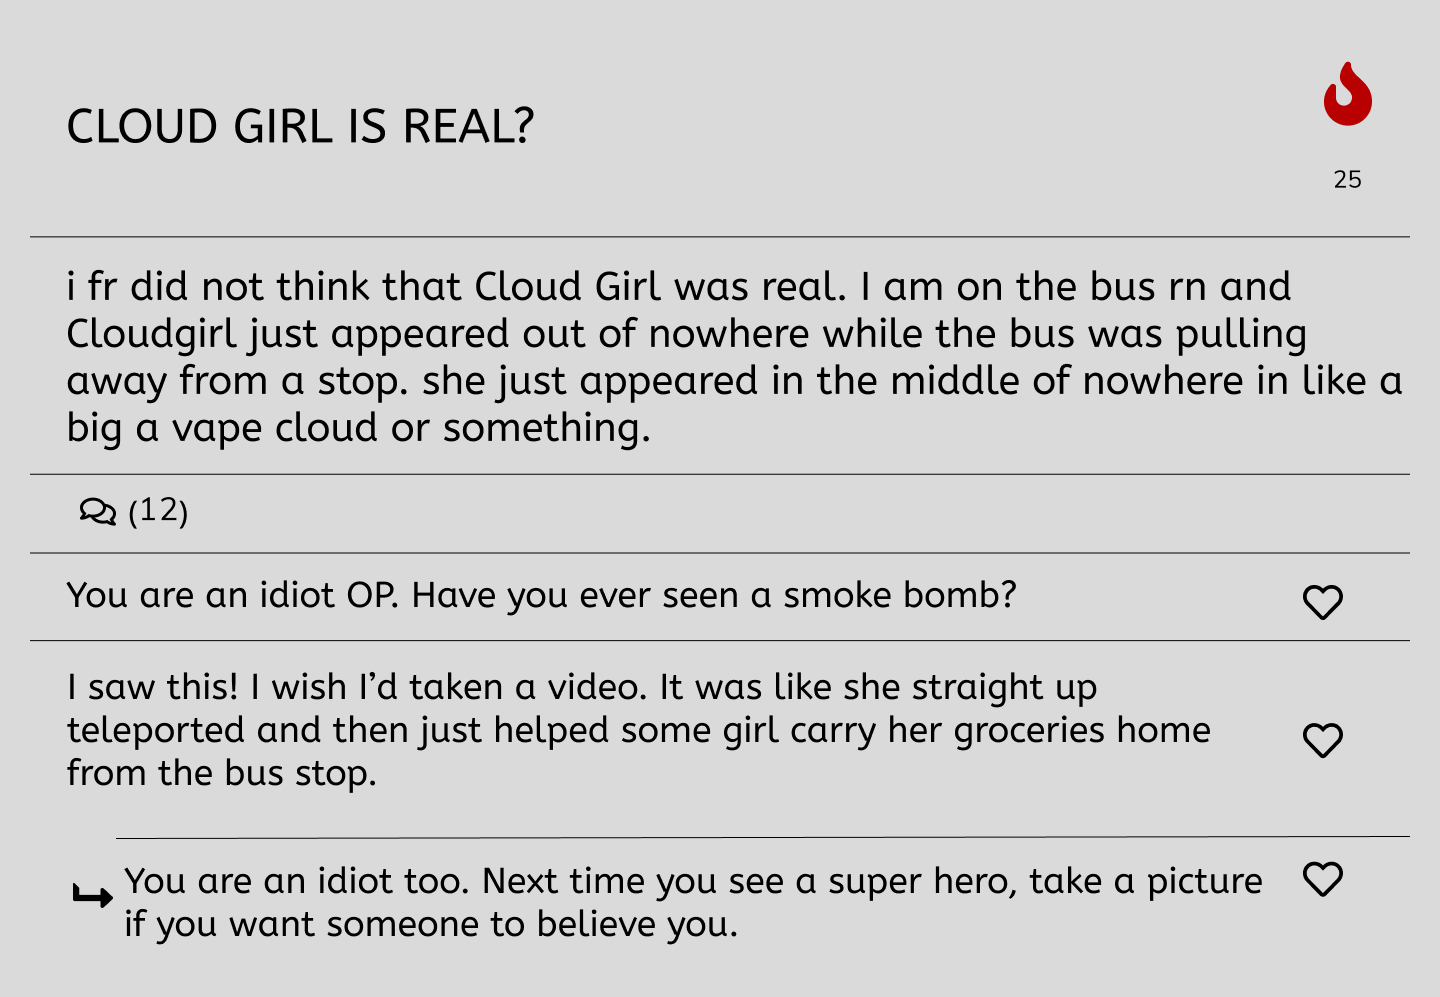 CLOUD GIRL IS REAL?
25
i fr did not think that Cloud Girl was real. I am on the bus rn and
Cloudgirl just appeared out of nowhere while the bus was pulling
away from a stop. she just appeared in the middle of nowhere in like a
big a vape cloud or something.
(12)
You are an idiot OP. Have you ever seen a smoke bomb?
I saw this! I wish I’d taken a video. It was like she straight up
teleported and then just helped some girl carry her groceries home
from the bus stop.
You are an idiot too. Next time you see a super hero, take a picture
if you want someone to believe you.